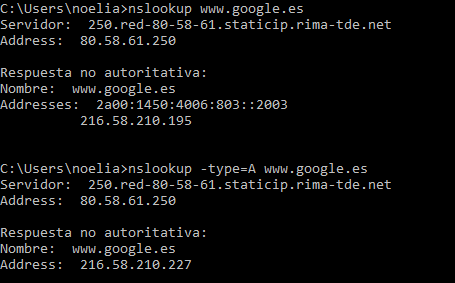 C:\Users\noelia>nslookup www.google.es
Servidor:  250.red-80-58-61.staticip.rima-tde.net
Address:  80.58.61.250

Respuesta no autoritativa:
Nombre:  www.google.es
Addresses:  2a00:1450:4006:803::2003
          216.58.210.195

C:\Users\noelia>nslookup -type=A www.google.es
Servidor:  250.red-80-58-61.staticip.rima-tde.net
Address:  80.58.61.250

Respuesta no autoritativa:
Nombre:  www.google.es
Address:  216.58.210.227